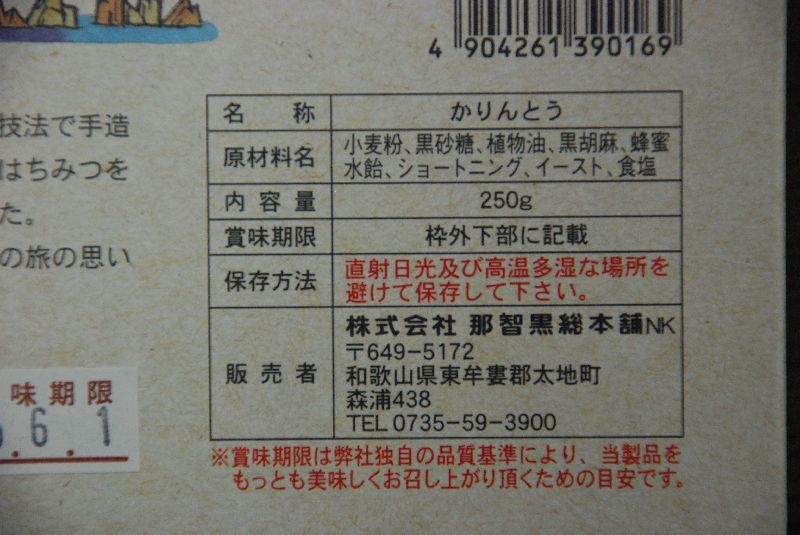 4 904261 390169
技法で手造
はちみつを
た。
の旅の思い
名 称 かりんとう
原材料名 小麦粉、黒砂糖、植物油、黒胡麻、蜂蜜
水飴、ショートニング、イースト、食塩
内容量 250g
賞味期限 枠外下部に記載
保存方法 直射日光及び高温多湿な場所を
避けて保存して下さい。
販売者 株式会社 那智黒総本舗NK
〒649-5172
和歌山県東牟婁郡太地町
森浦438
TEL 0735-59-3900
味期限
.6.1
※賞味期限は弊社独自の品質基準により、当製品を
もっとも美味しくお召し上がり頂くための目安です。